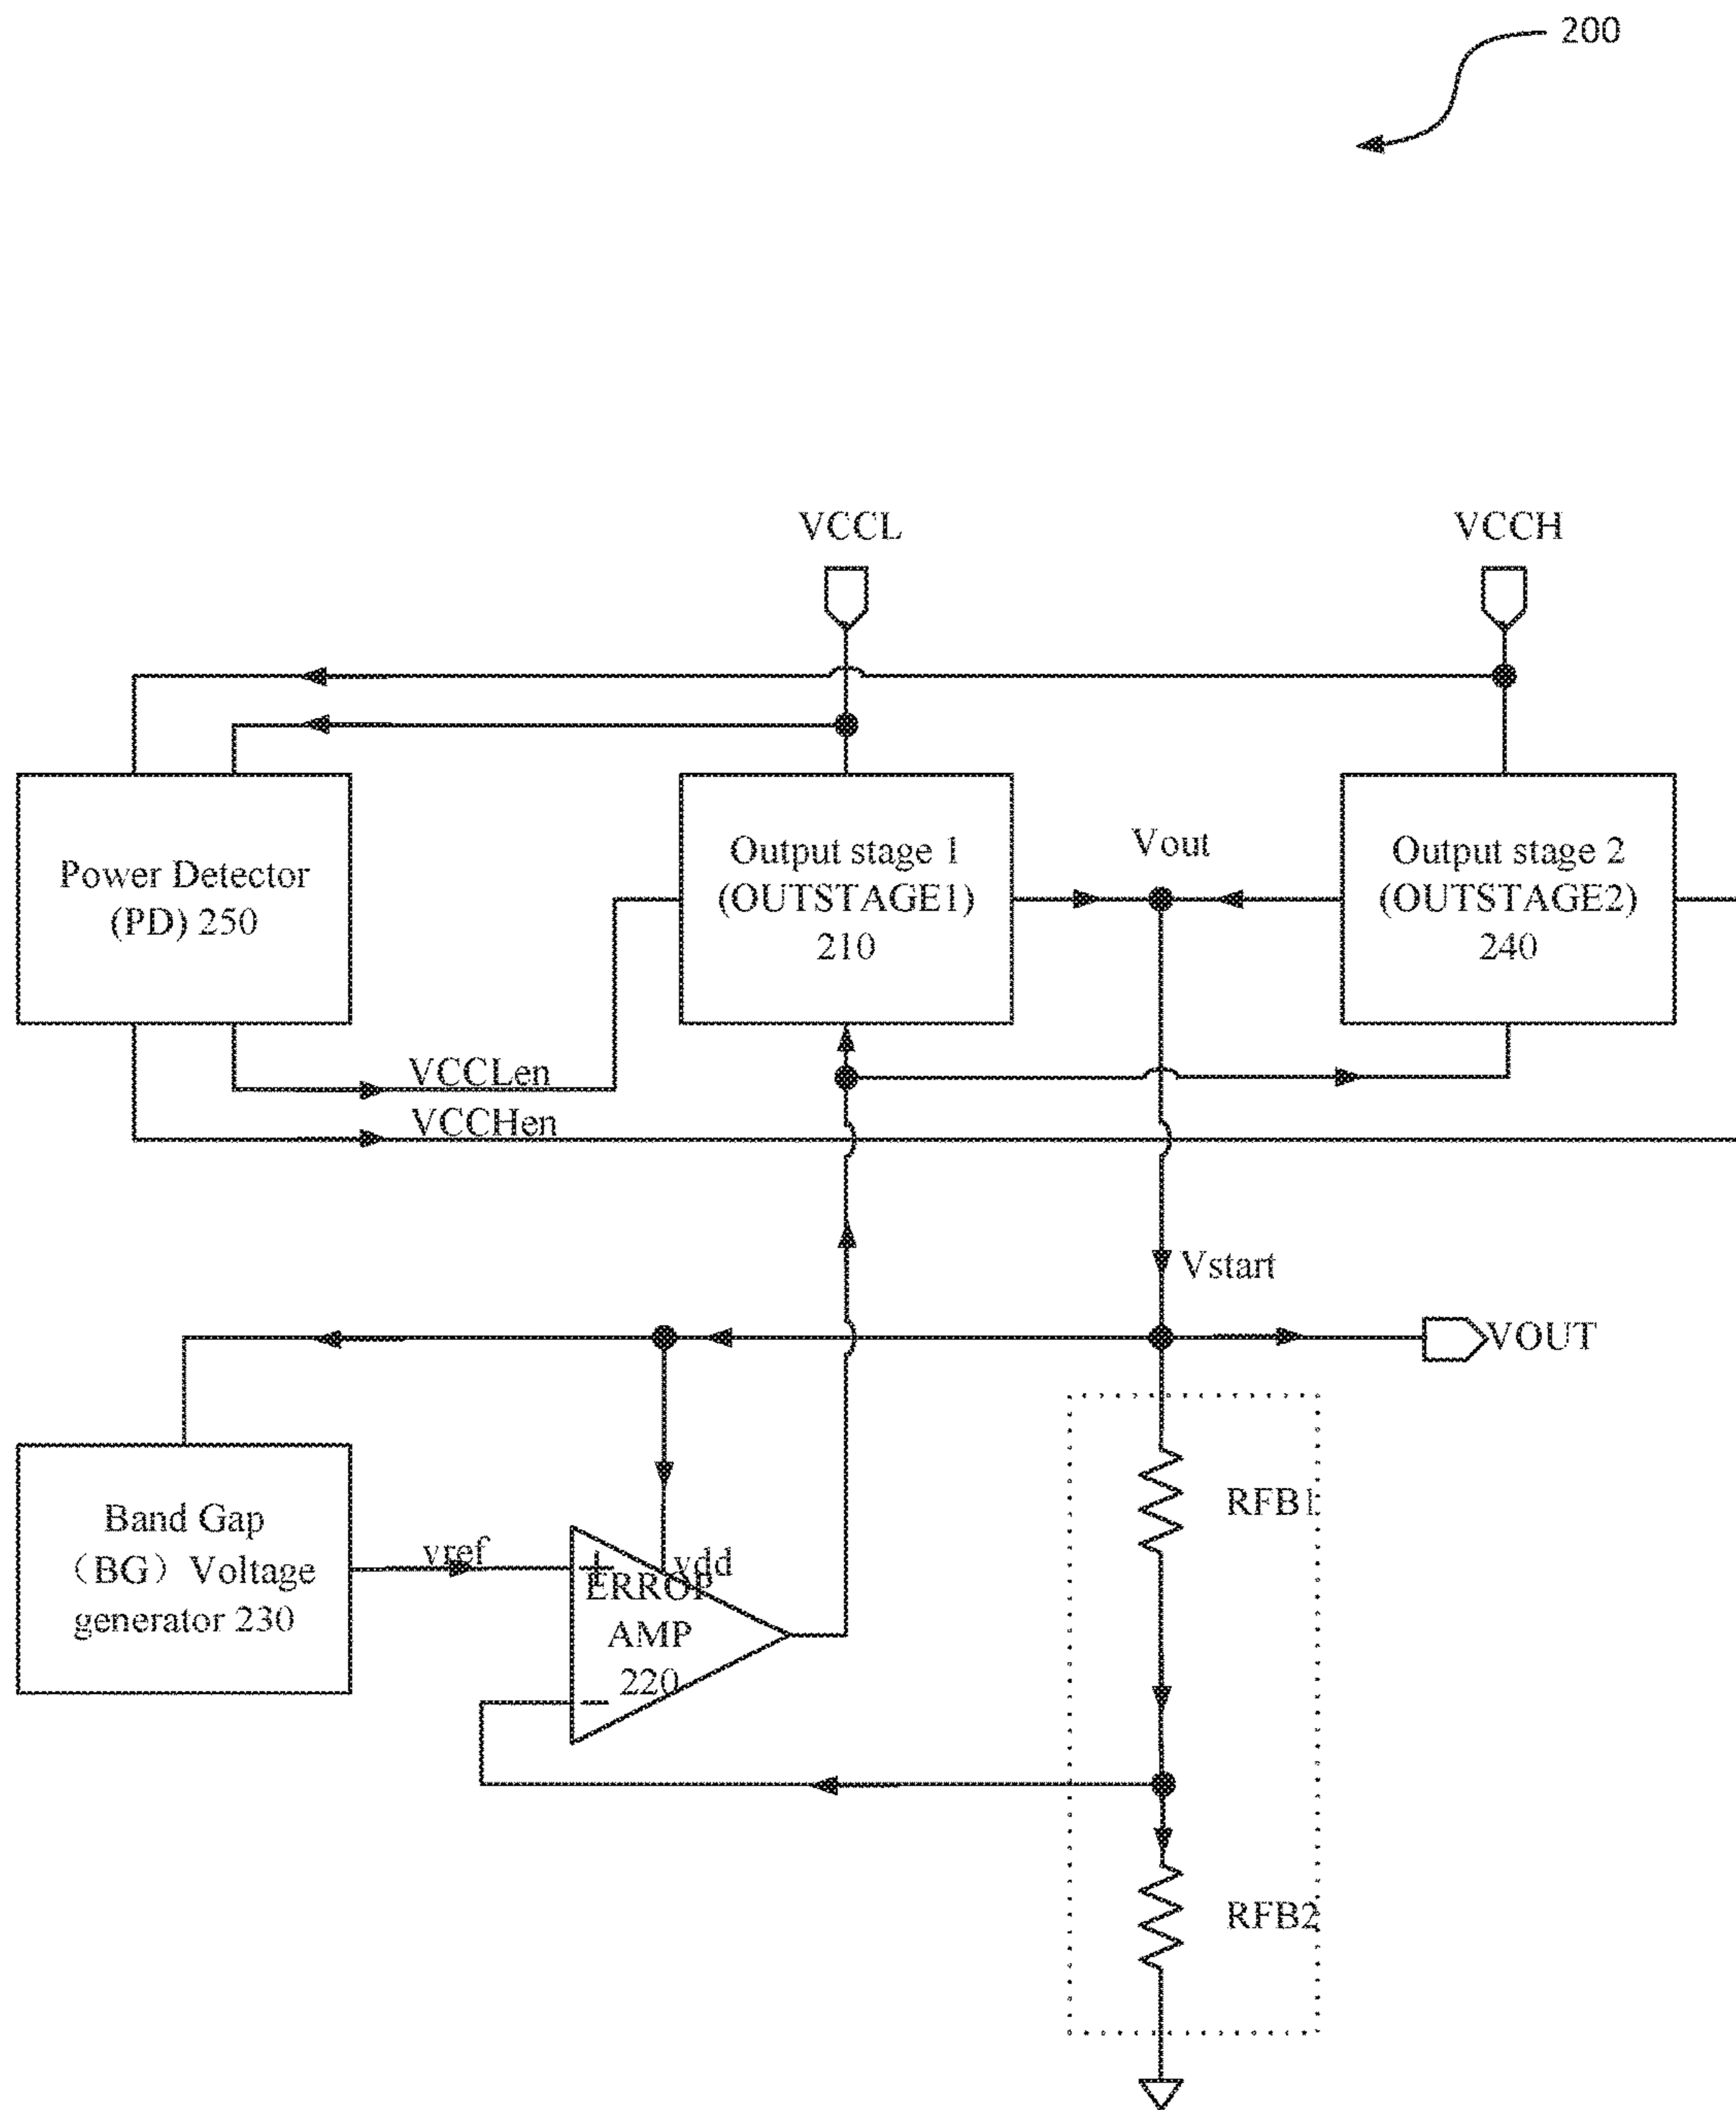 200
VCCL
VCCH
Power Detector
(PD) 250
Output stage 1
(OUTSTAGE1)
210
Vout
Output stage 2
(OUTSTAGE2)
240
VCCLen
VCCHen
Vstart
VOUT
Band Gap
（BG）Voltage
generator 230
vref
+
vdd
ERROR
AMP
220
−
RFB1
RFB2